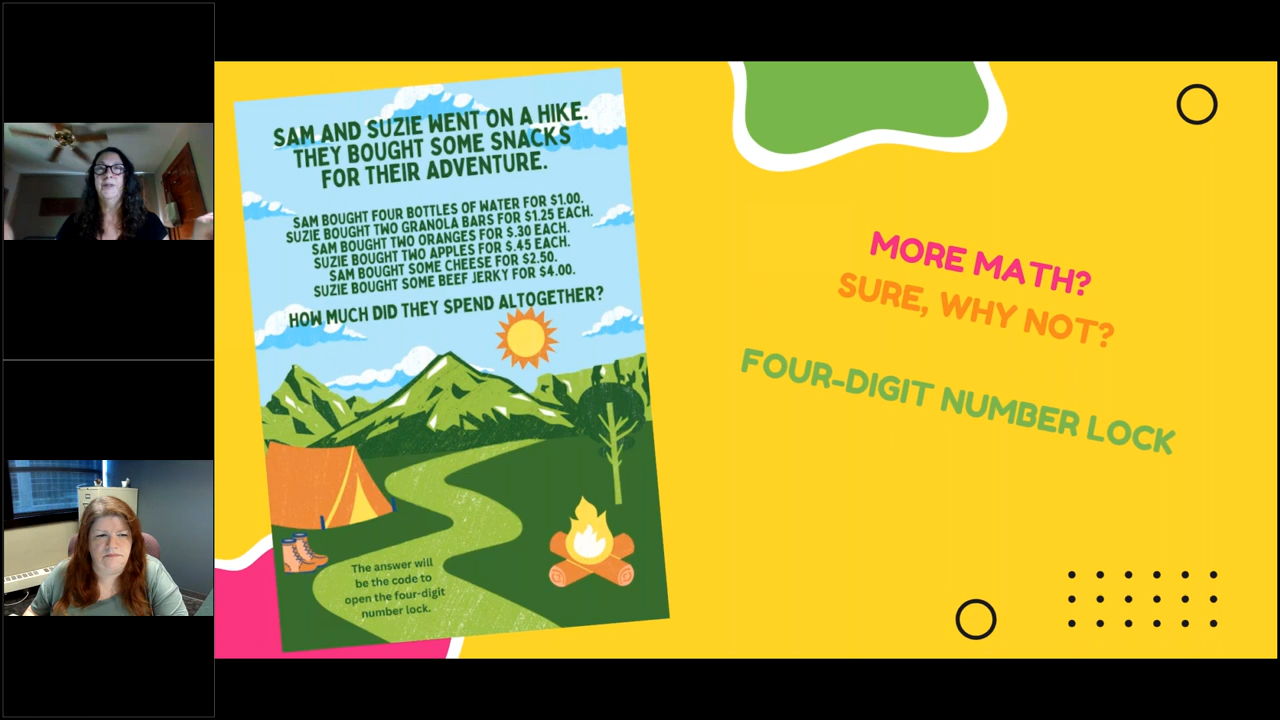 SAM AND SUZIE WENT ON A HIKE.
THEY BOUGHT SOME SNACKS
FOR THEIR ADVENTURE.
SAM BOUGHT FOUR BOTTLES OF WATER FOR $1.00.
SUZIE BOUGHT TWO GRANOLA BARS FOR $1.25 EACH.
SAM BOUGHT TWO ORANGES FOR $.30 EACH.
SUZIE BOUGHT TWO APPLES FOR $.45 EACH.
SAM BOUGHT SOME CHEESE FOR $2.50.
SUZIE BOUGHT SOME BEEF JERKY FOR $4.00.
HOW MUCH DID THEY SPEND ALTOGETHER?
The answer will
be the code to
open the four-digit
number lock.
MORE MATH?
SURE, WHY NOT?
FOUR-DIGIT NUMBER LOCK